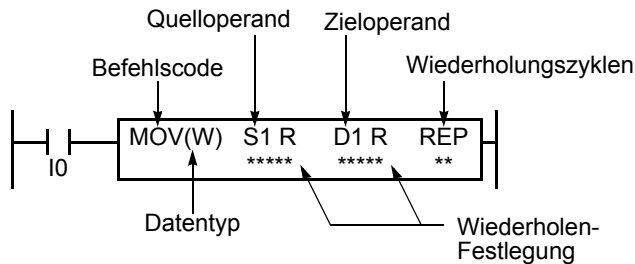 Quelloperand Zieloperand
Befehlscode Wiederholungszyklen
MOV(W) S1 R D1 R REP
I0 ***** ***** **
Datentyp Wiederholen-
Festlegung